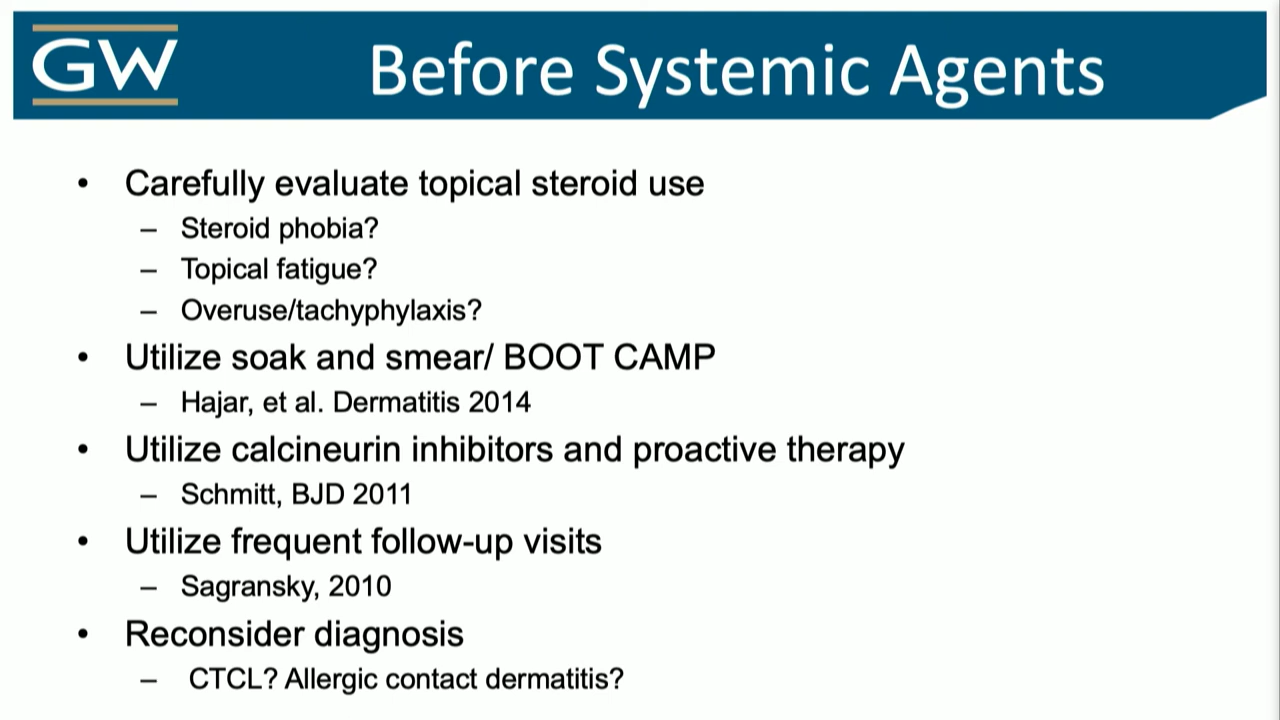 GW
Before Systemic Agents
• Carefully evaluate topical steroid use
– Steroid phobia?
– Topical fatigue?
– Overuse/tachyphylaxis?
• Utilize soak and smear/ BOOT CAMP
– Hajar, et al. Dermatitis 2014
• Utilize calcineurin inhibitors and proactive therapy
– Schmitt, BJD 2011
• Utilize frequent follow-up visits
– Sagransky, 2010
• Reconsider diagnosis
– CTCL? Allergic contact dermatitis?